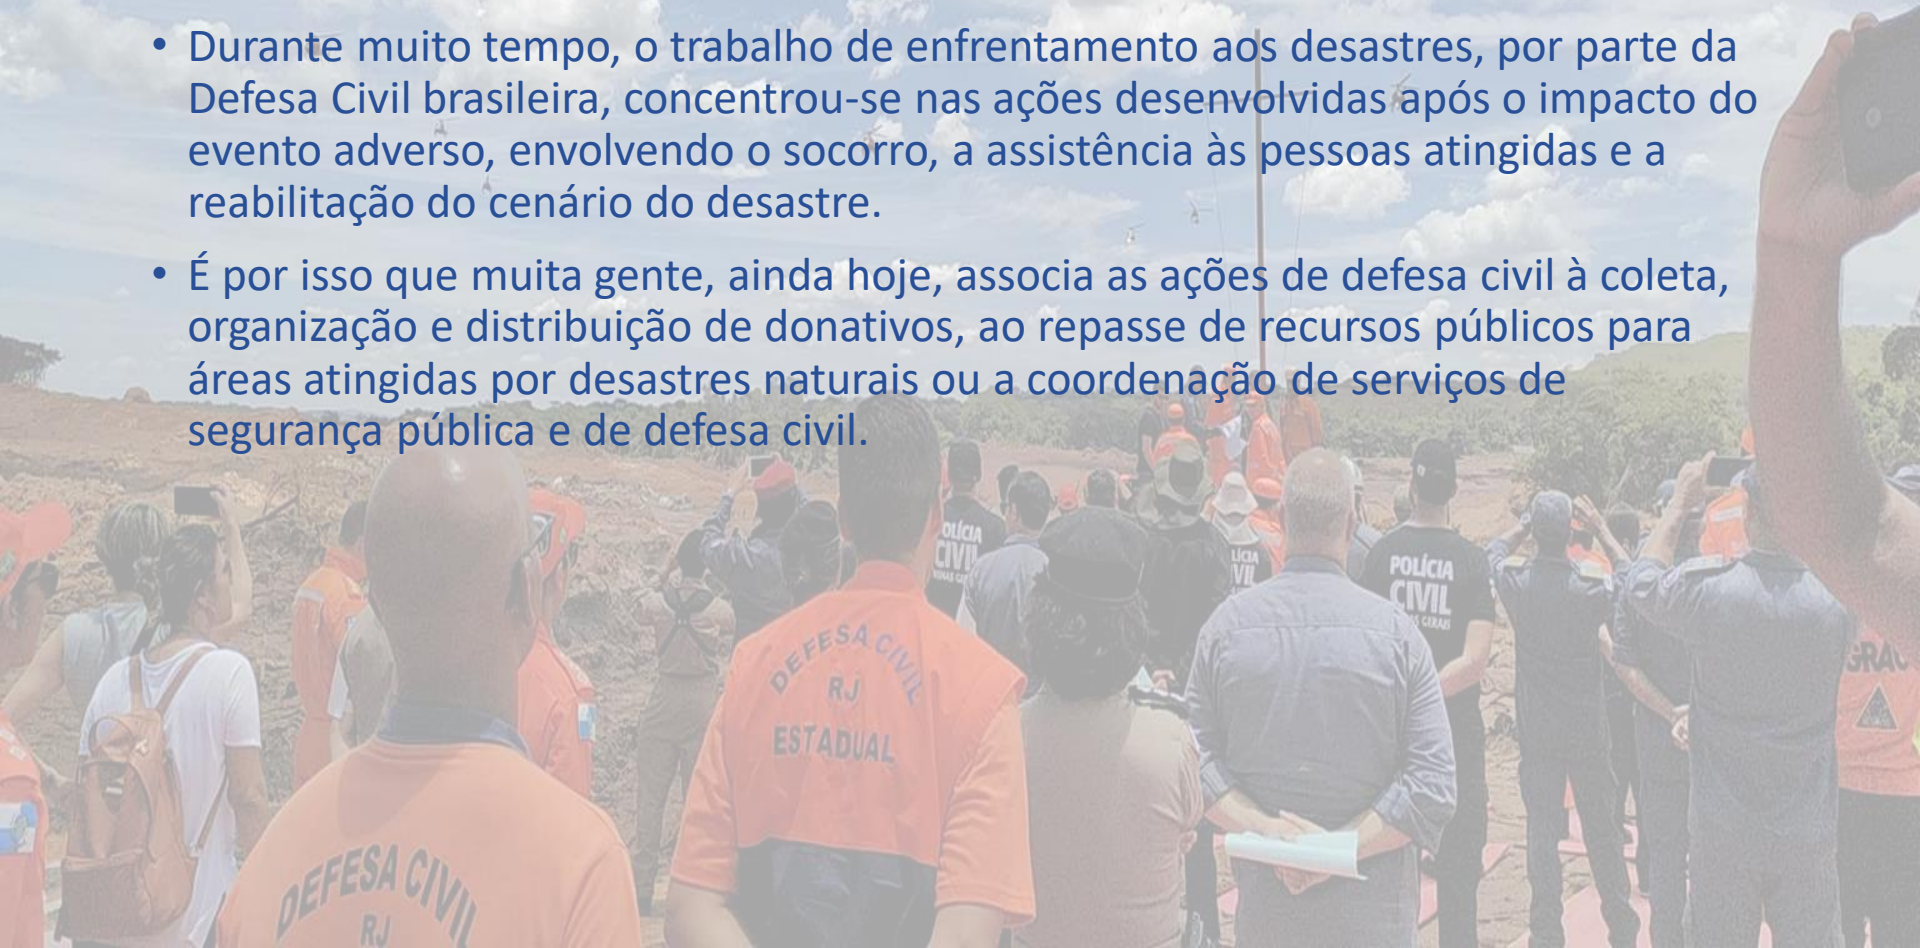 • Durante muito tempo, o trabalho de enfrentamento aos desastres, por parte da
Defesa Civil brasileira, concentrou-se nas ações desenvolvidas após o impacto do
evento adverso, envolvendo o socorro, a assistência às pessoas atingidas e a
reabilitação do cenário do desastre.
• É por isso que muita gente, ainda hoje, associa as ações de defesa civil à coleta,
organização e distribuição de donativos, ao repasse de recursos públicos para
áreas atingidas por desastres naturais ou a coordenação de serviços de
segurança pública e de defesa civil.
CIVIL
POLÍCIA
CIVIL
DEFESA CIVIL
RJ
ESTADUAL
DEFESA CIVIL
RJ